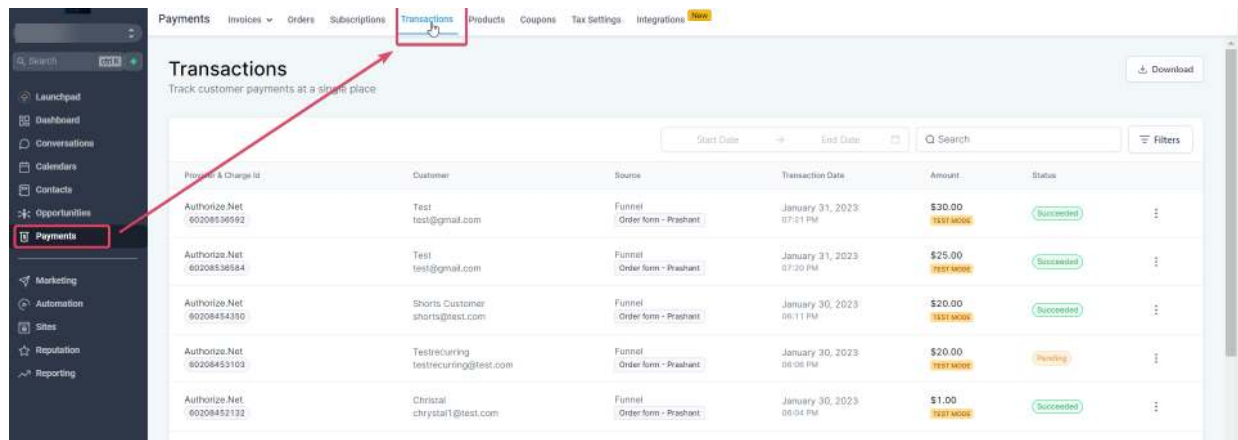 Payments Invoices Orders Subscriptions Transactions Products Coupons Tax Settings Integrations New
Search ctrl K
Launchpad
Dashboard
Conversations
Calendars
Contacts
Opportunities
Payments
Marketing
Automation
Sites
Reputation
Reporting
Transactions
Track customer payments at a single place
Download
Start Date → End Date Search Filters
Provider & Charge Id Customer Source Transaction Date Amount Status
Authorize.Net Test Funnel January 31, 2023 $30.00 Succeeded
60208536592 test@gmail.com Order form - Prashant 07:21 PM TEST MODE
Authorize.Net Test Funnel January 31, 2023 $25.00 Succeeded
60208536584 test@gmail.com Order form - Prashant 07:20 PM TEST MODE
Authorize.Net Shorts Customer Funnel January 30, 2023 $20.00 Succeeded
60208454350 shorts@test.com Order form - Prashant 06:11 PM TEST MODE
Authorize.Net Testrecurring Funnel January 30, 2023 $20.00 Pending
60208453103 testrecurring@test.com Order form - Prashant 06:06 PM TEST MODE
Authorize.Net Christal Funnel January 30, 2023 $1.00 Succeeded
60208452132 chrystal1@test.com Order form - Prashant 06:04 PM TEST MODE